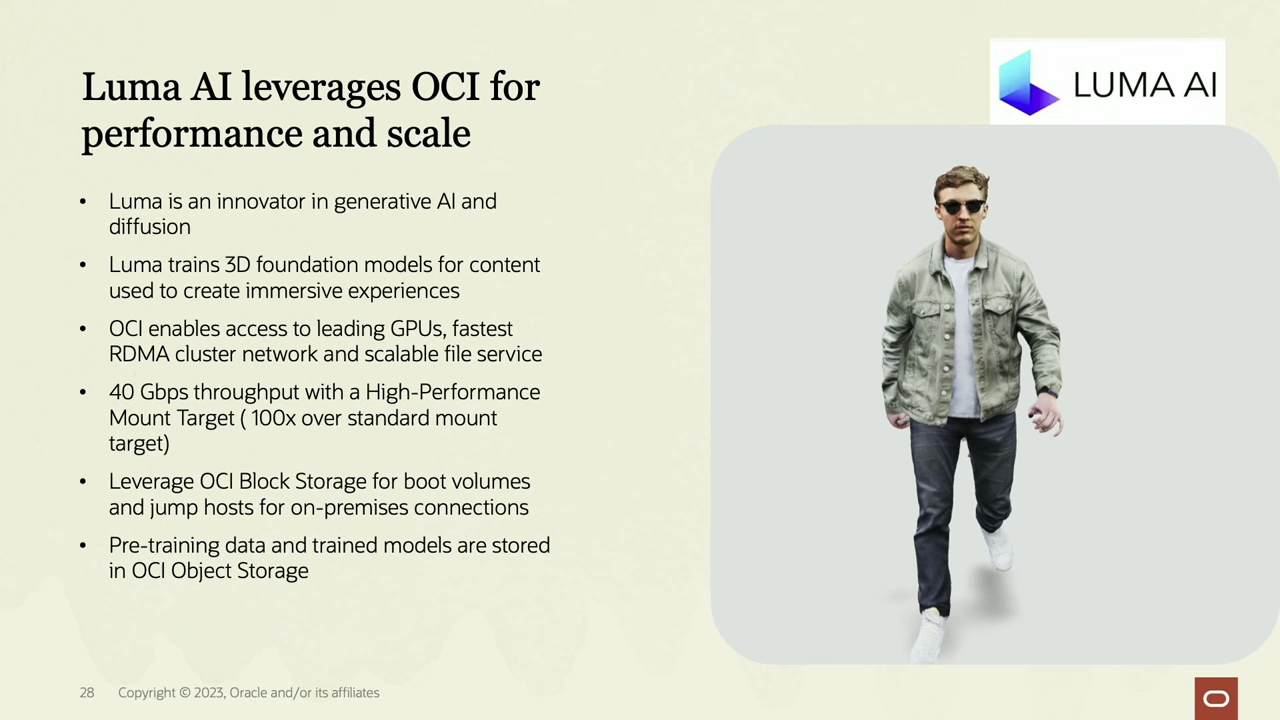 LUMA AI
Luma AI leverages OCI for
performance and scale
• Luma is an innovator in generative AI and
diffusion
• Luma trains 3D foundation models for content
used to create immersive experiences
• OCI enables access to leading GPUs, fastest
RDMA cluster network and scalable file service
• 40 Gbps throughput with a High-Performance
Mount Target ( 100x over standard mount
target)
• Leverage OCI Block Storage for boot volumes
and jump hosts for on-premises connections
• Pre-training data and trained models are stored
in OCI Object Storage
28 Copyright © 2023, Oracle and/or its affiliates